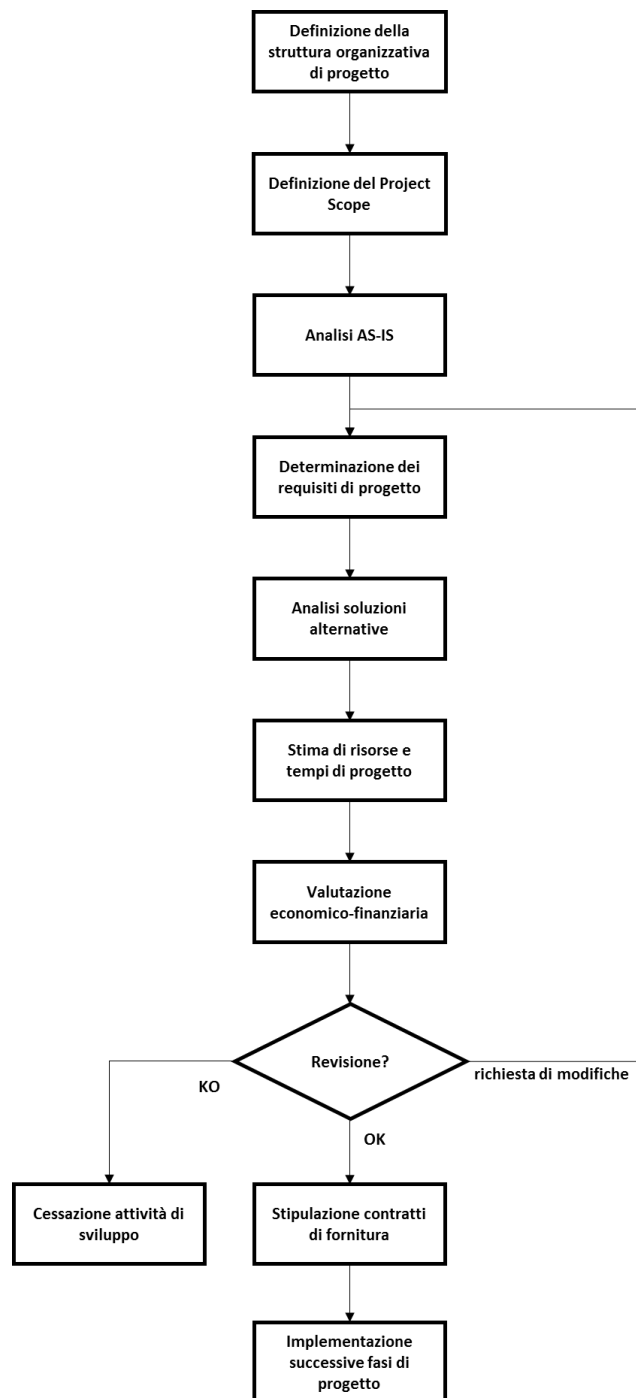 Definizione della
struttura organizzativa
di progetto
Definizione del Project
Scope
Analisi AS-IS
Determinazione dei
requisiti di progetto
Analisi soluzioni
alternative
Stima di risorse e
tempi di progetto
Valutazione
economico-finanziaria
Revisione?
richiesta di modifiche
KO
OK
Cessazione attività di
sviluppo
Stipulazione contratti
di fornitura
Implementazione
successive fasi di
progetto